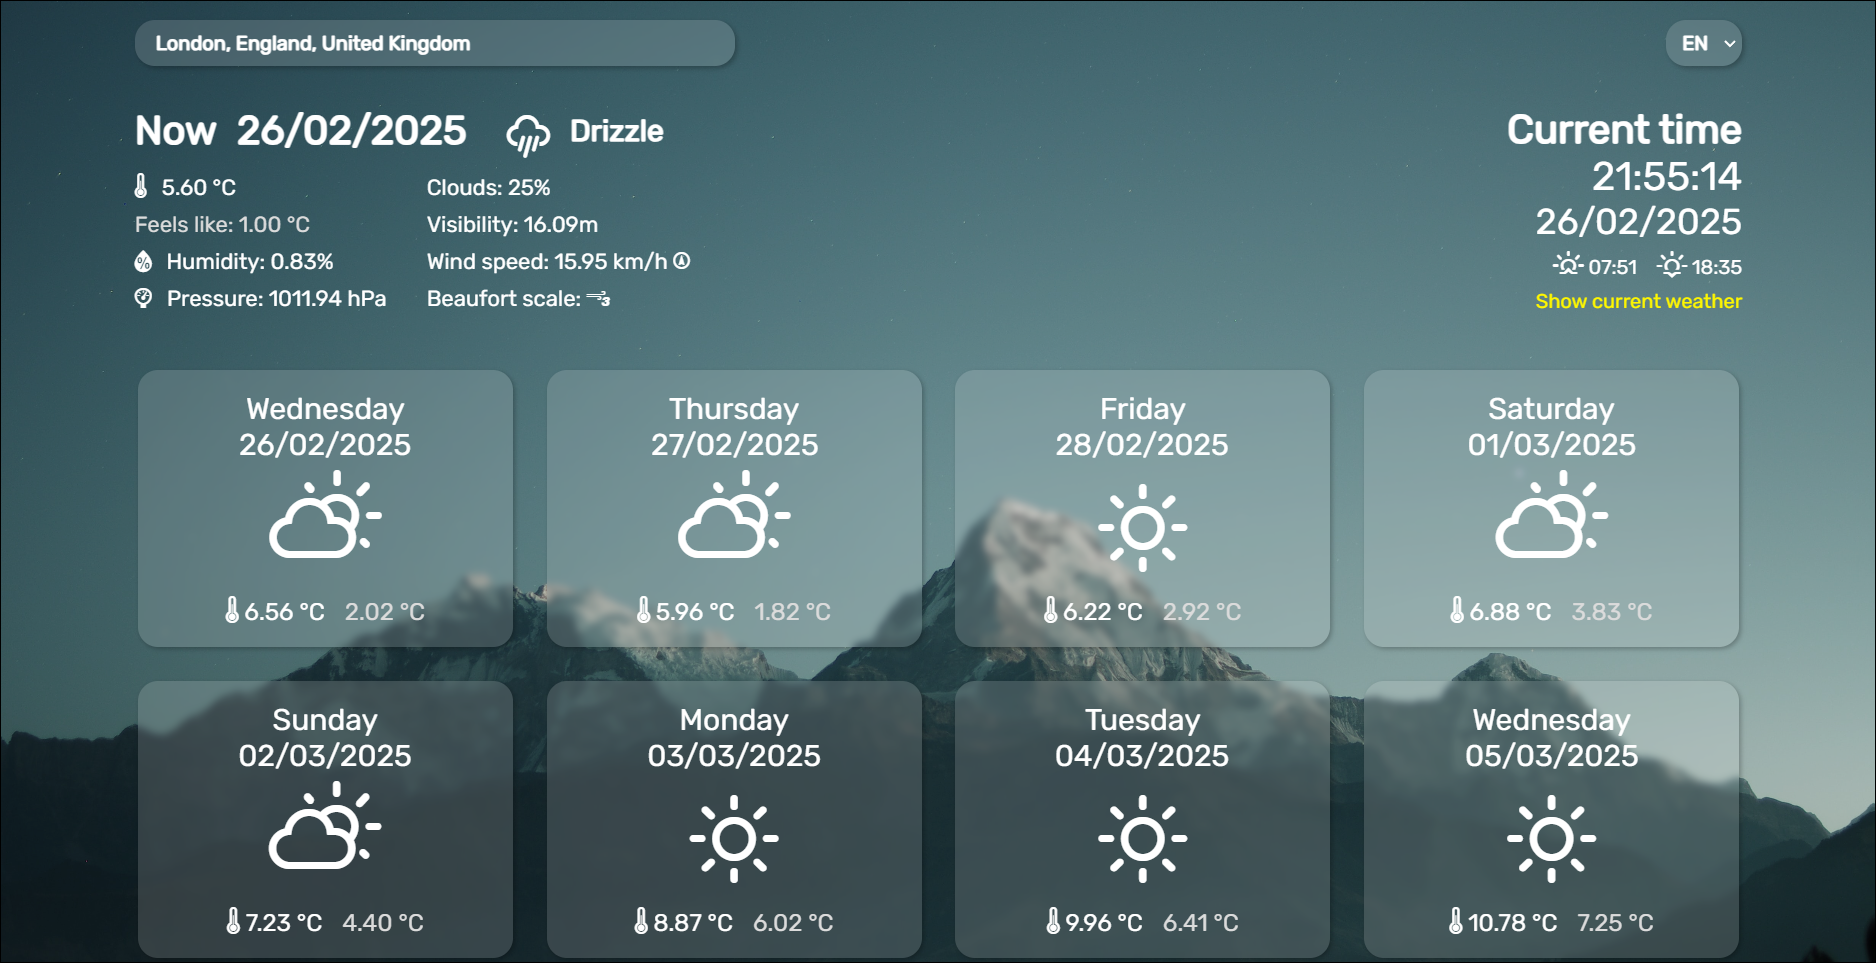 London, England, United Kingdom
EN
Now 26/02/2025 Drizzle
5.60 °C
Feels like: 1.00 °C
Humidity: 0.83%
Pressure: 1011.94 hPa
Clouds: 25%
Visibility: 16.09m
Wind speed: 15.95 km/h
Beaufort scale: 3
Current time
21:55:14
26/02/2025
07:51 18:35
Show current weather
Wednesday
26/02/2025
6.56 °C 2.02 °C
Thursday
27/02/2025
5.96 °C 1.82 °C
Friday
28/02/2025
6.22 °C 2.92 °C
Saturday
01/03/2025
6.88 °C 3.83 °C
Sunday
02/03/2025
7.23 °C 4.40 °C
Monday
03/03/2025
8.87 °C 6.02 °C
Tuesday
04/03/2025
9.96 °C 6.41 °C
Wednesday
05/03/2025
10.78 °C 7.25 °C